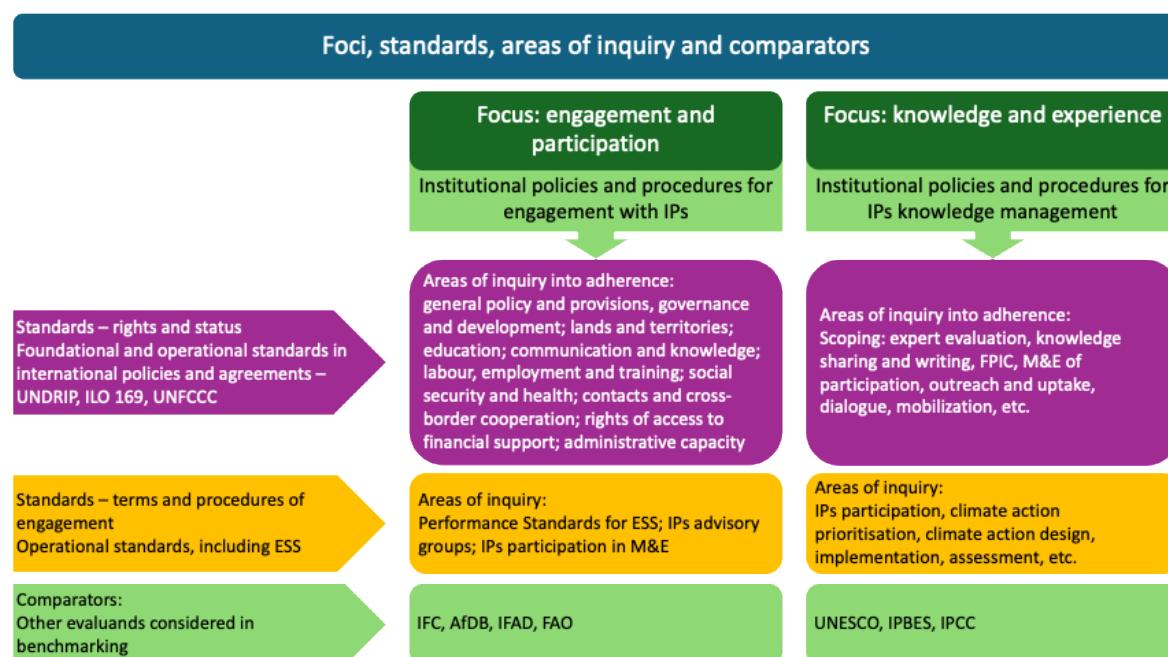 Foci, standards, areas of inquiry and comparators
Focus: engagement and
participation
Institutional policies and procedures for
engagement with IPs
Focus: knowledge and experience
Institutional policies and procedures for
IPs knowledge management
Standards – rights and status
Foundational and operational standards in
international policies and agreements –
UNDRIP, ILO 169, UNFCCC
Areas of inquiry into adherence:
general policy and provisions, governance
and development; lands and territories;
education; communication and knowledge;
labour, employment and training; social
security and health; contacts and cross-
border cooperation; rights of access to
financial support; administrative capacity
Areas of inquiry into adherence:
Scoping: expert evaluation, knowledge
sharing and writing, FPIC, M&E of
participation, outreach and uptake,
dialogue, mobilization, etc.
Standards – terms and procedures of
engagement
Operational standards, including ESS
Areas of inquiry:
Performance Standards for ESS; IPs advisory
groups; IPs participation in M&E
Areas of inquiry:
IPs participation, climate action
prioritisation, climate action design,
implementation, assessment, etc.
Comparators:
Other evaluands considered in
benchmarking
IFC, AfDB, IFAD, FAO
UNESCO, IPBES, IPCC